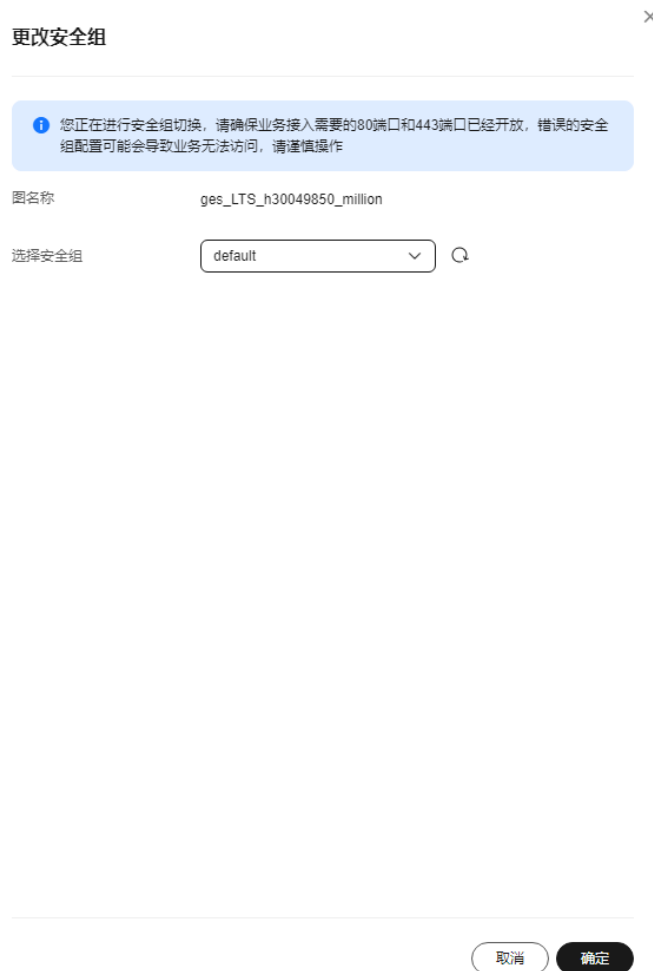 更改安全组
您正在进行安全组切换，请确保业务接入需要的80端口和443端口已经开放，错误的安全
组配置可能会导致业务无法访问，请谨慎操作
图名称
ges_LTS_h30049850_million
选择安全组
default
取消
确定